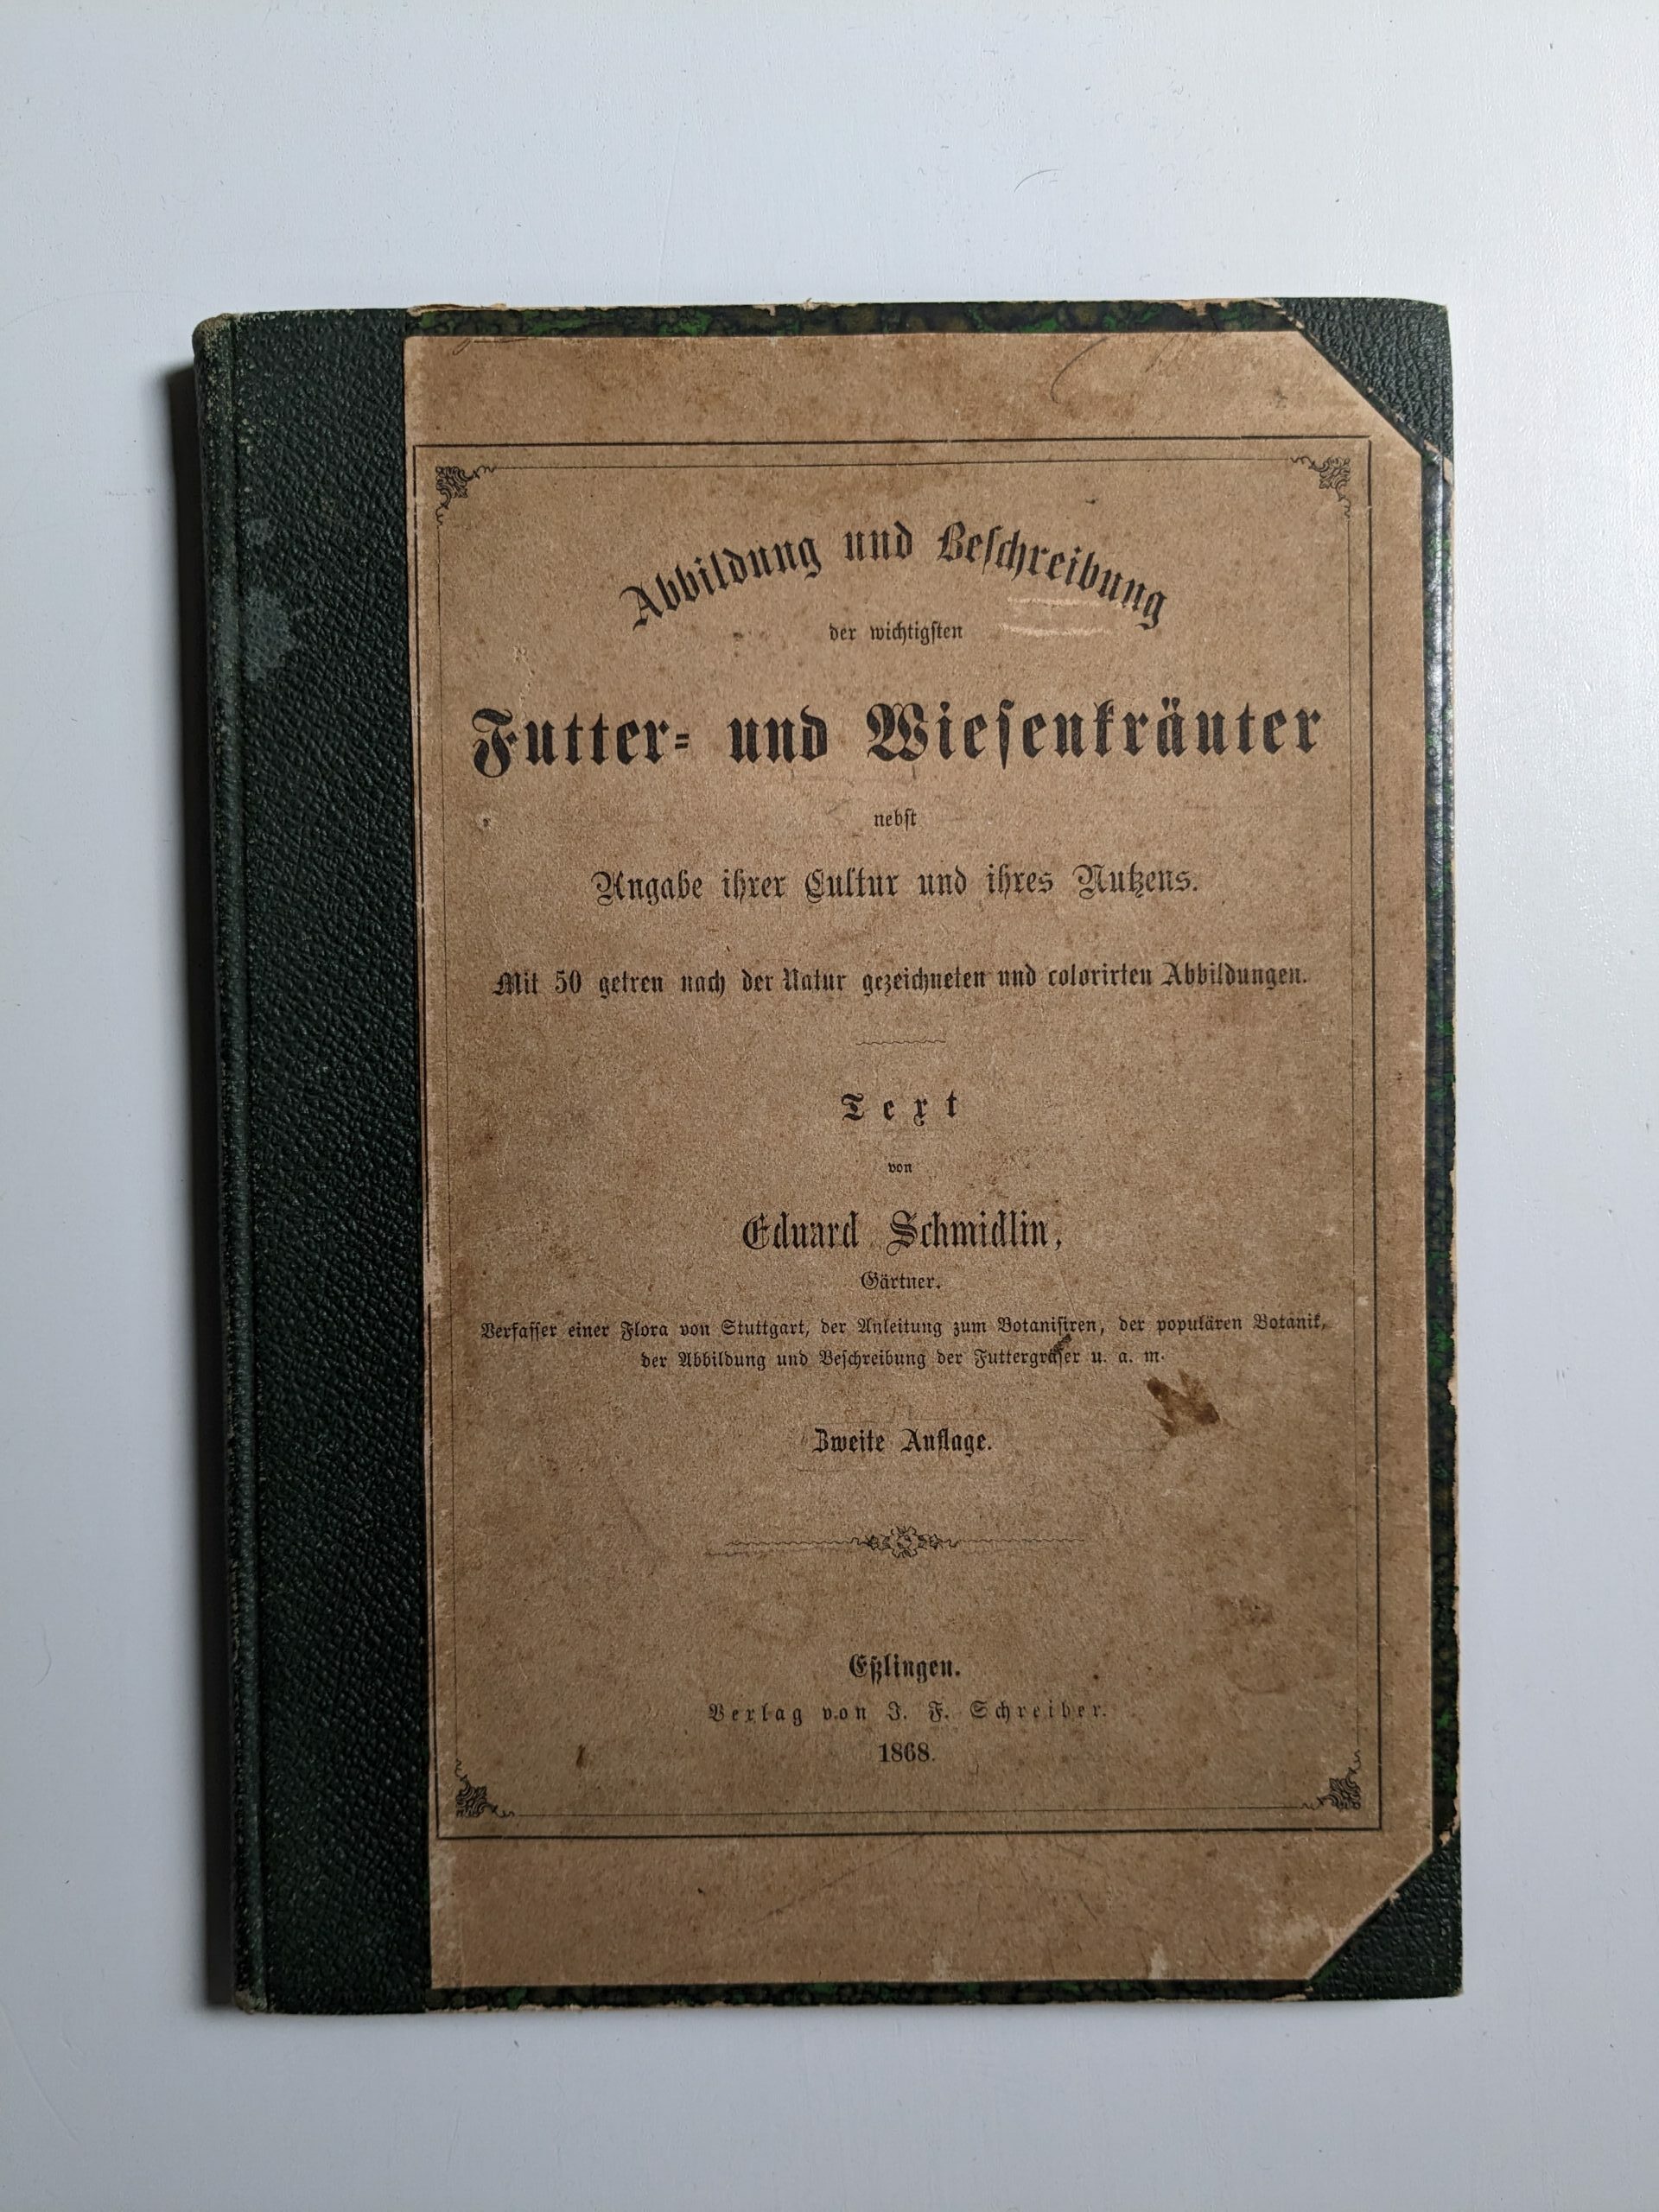 Abbildung und Beschreibung
der wichtigsten
Futter- und Wiesenkräuter
nebst
Angabe ihrer Cultur und ihres Nutzens.
Mit 50 getreu nach der Natur gezeichneten und colorirten Abbildungen.
Text
von
Eduard Schmidlin,
Gärtner.
Verfasser einer Flora von Stuttgart, der Anleitung zum Botanisiren, der populären Botanik,
der Abbildung und Beschreibung der Futtergräser u. a. m.
Zweite Auflage.
Eßlingen.
Verlag von J. F. Schreiber.
1868.